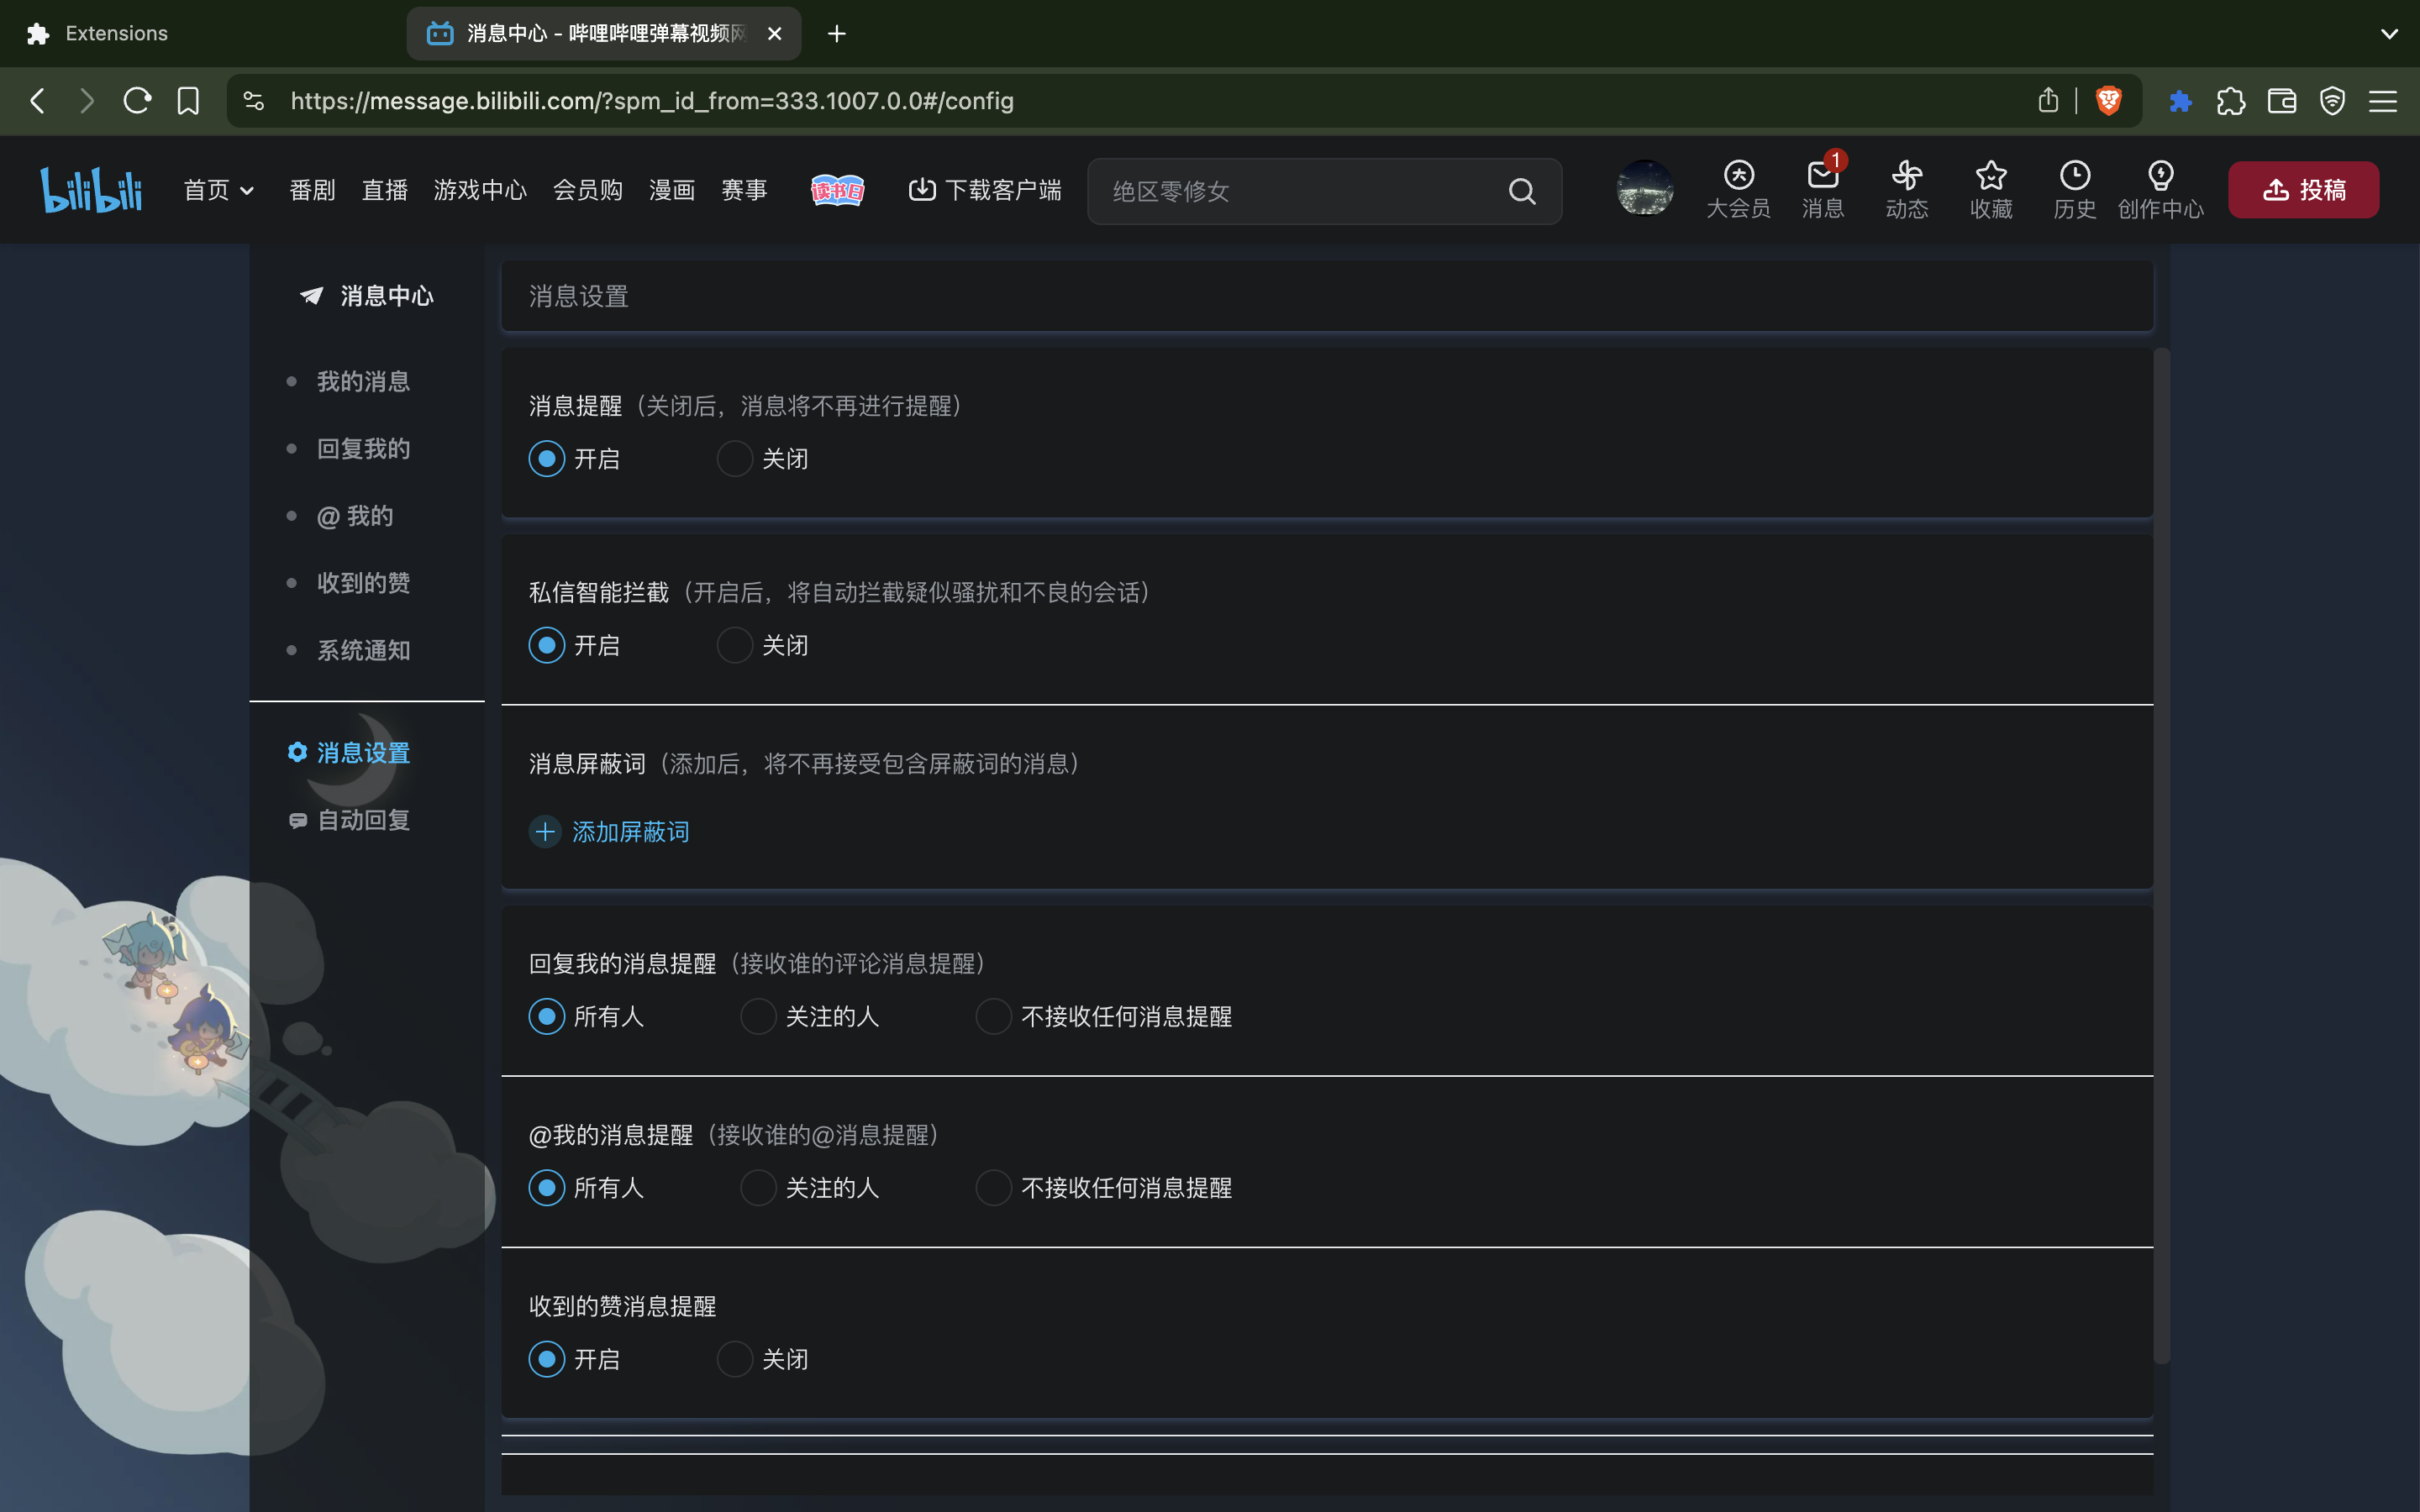 Extensions
消息中心 - 哔哩哔哩弹幕视频网
https://message.bilibili.com/?spm_id_from=333.1007.0.0#/config
bilibili
首页
番剧
直播
游戏中心
会员购
漫画
赛事
读书日
下载客户端
绝区零修女
大会员
1
消息
动态
收藏
历史
创作中心
投稿
消息中心
我的消息
回复我的
@ 我的
收到的赞
系统通知
消息设置
自动回复
消息设置
消息提醒（关闭后，消息将不再进行提醒）
开启 关闭
私信智能拦截（开启后，将自动拦截疑似骚扰和不良的会话）
开启 关闭
消息屏蔽词（添加后，将不再接受包含屏蔽词的消息）
添加屏蔽词
回复我的消息提醒（接收谁的评论消息提醒）
所有人 关注的人 不接收任何消息提醒
@我的消息提醒（接收谁的@消息提醒）
所有人 关注的人 不接收任何消息提醒
收到的赞消息提醒
开启 关闭